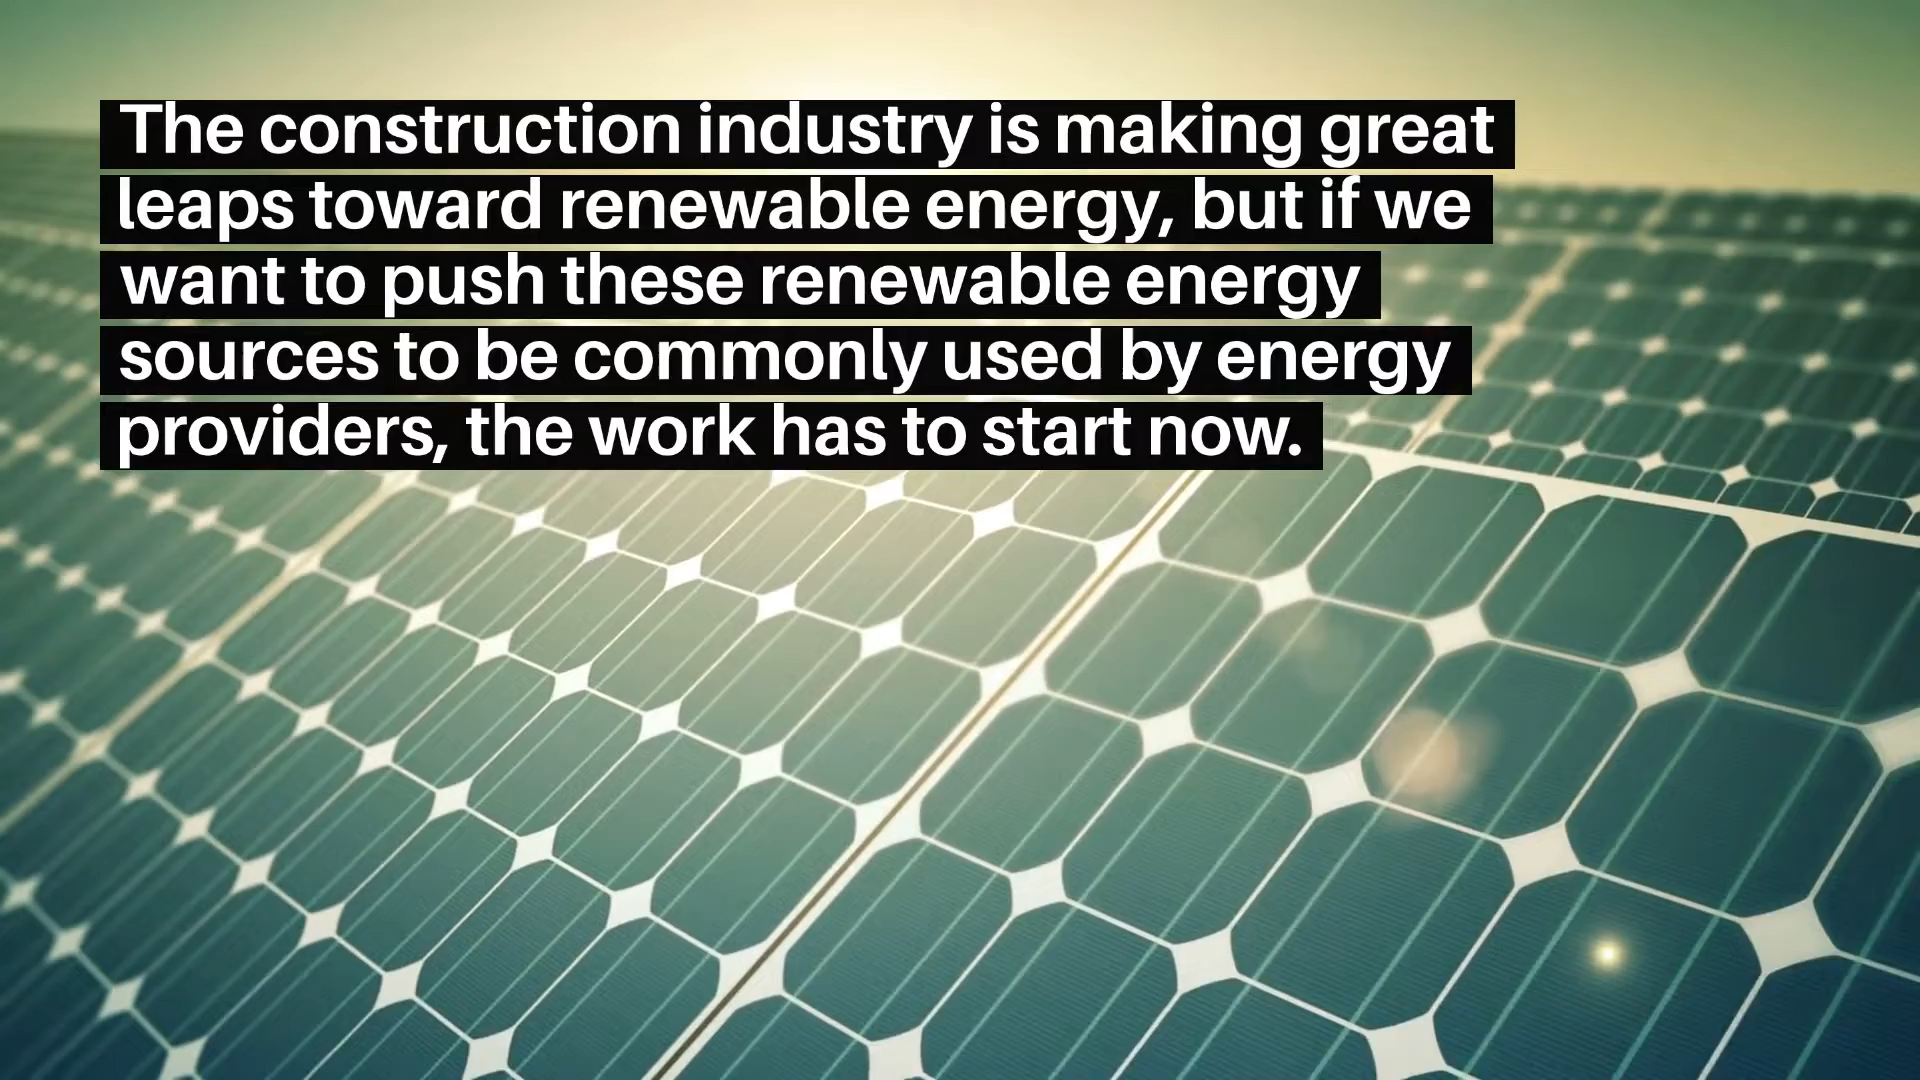 The construction industry is making great
leaps toward renewable energy, but if we
want to push these renewable energy
sources to be commonly used by energy
providers, the work has to start now.